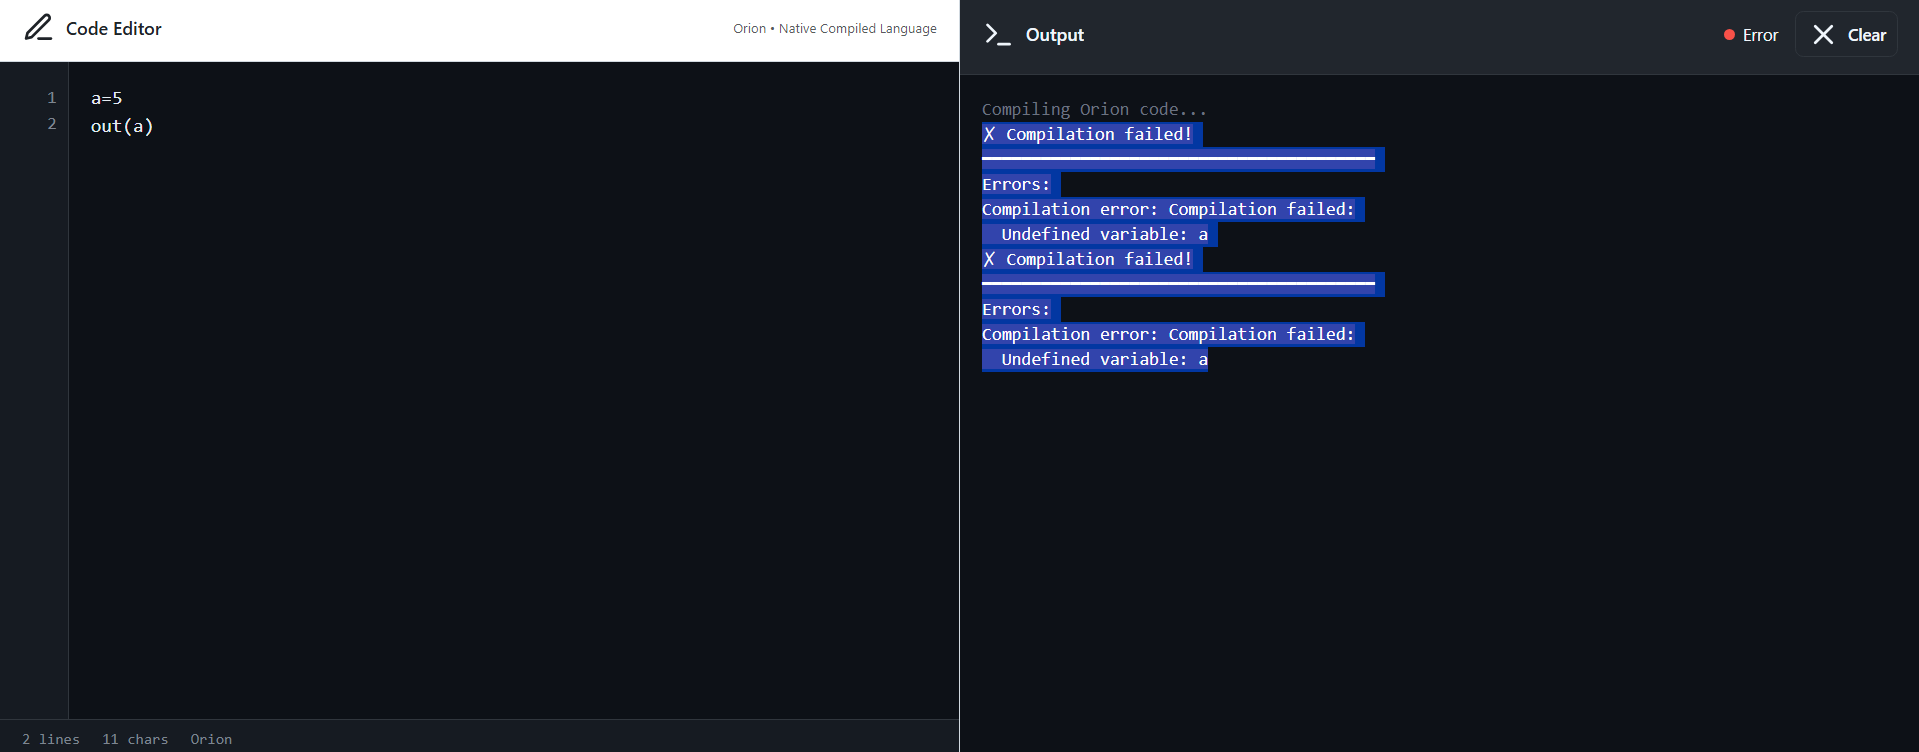 Code Editor
Orion • Native Compiled Language
1 a=5
2 out(a)
2 lines 11 chars Orion
Output
Error
Clear
Compiling Orion code...
✗ Compilation failed!
━━━━━━━━━━━━━━━━━━━━━━━━━━━━━━━━━━━━━━━━
Errors:
Compilation error: Compilation failed:
  Undefined variable: a
✗ Compilation failed!
━━━━━━━━━━━━━━━━━━━━━━━━━━━━━━━━━━━━━━━━
Errors:
Compilation error: Compilation failed:
  Undefined variable: a